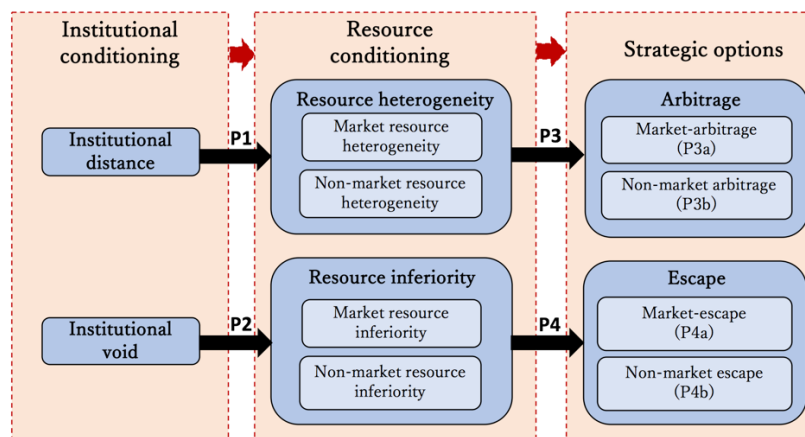 Institutional
conditioning
Resource
conditioning
Strategic options
Institutional
distance
P1
Resource heterogeneity
Market resource
heterogeneity
Non-market resource
heterogeneity
P3
Arbitrage
Market-arbitrage
(P3a)
Non-market arbitrage
(P3b)
Institutional
void
P2
Resource inferiority
Market resource
inferiority
Non-market resource
inferiority
P4
Escape
Market-escape
(P4a)
Non-market escape
(P4b)